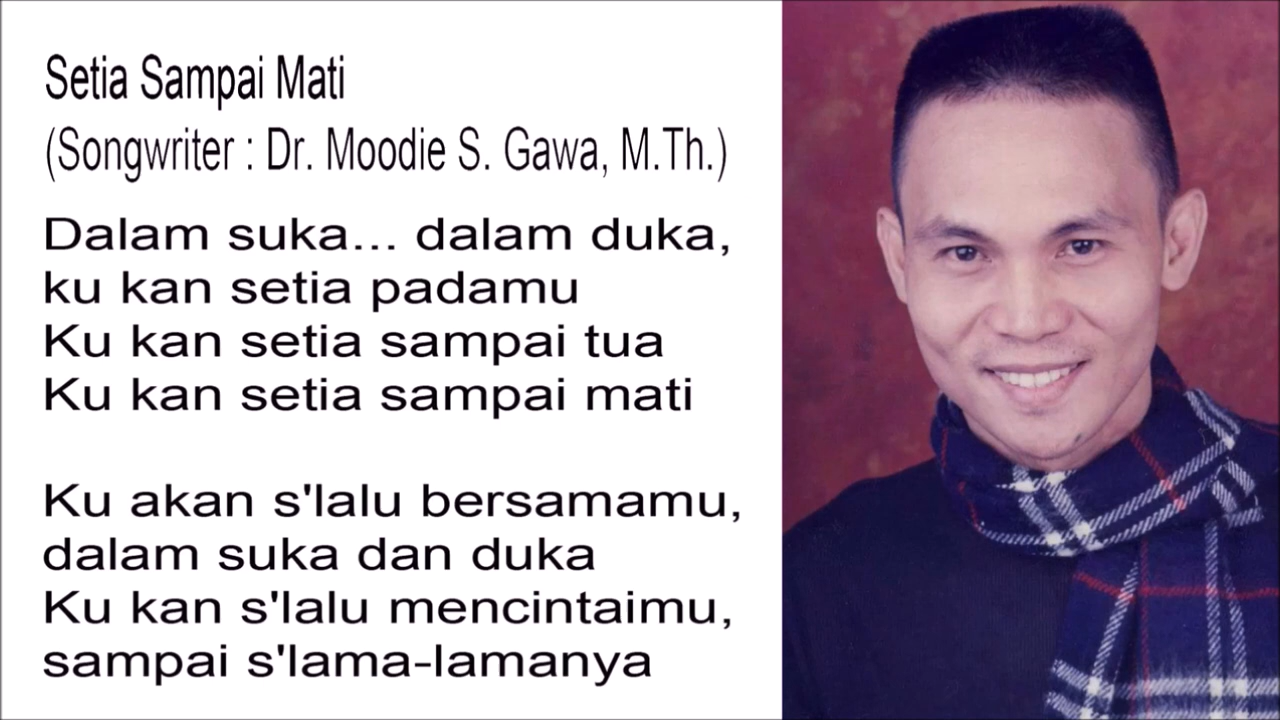 Setia Sampai Mati
(Songwriter : Dr. Moodie S. Gawa, M.Th.)
Dalam suka... dalam duka,
ku kan setia padamu
Ku kan setia sampai tua
Ku kan setia sampai mati
Ku akan s'lalu bersamamu,
dalam suka dan duka
Ku kan s'lalu mencintaimu,
sampai s'lama-lamanya